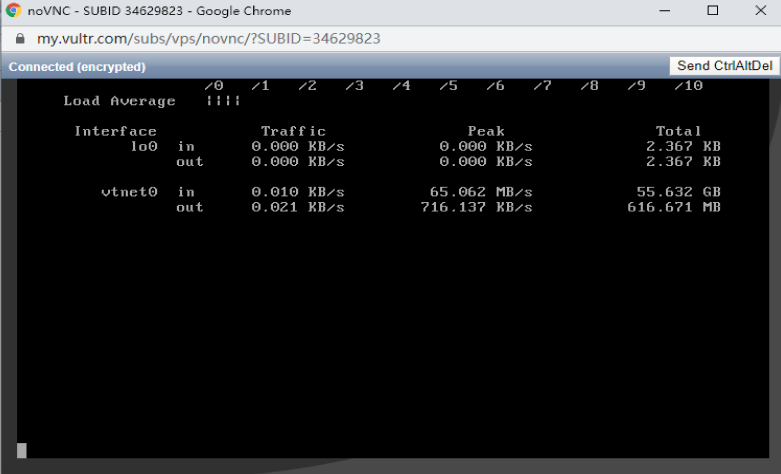 noVNC - SUBID 34629823 - Google Chrome
my.vultr.com/subs/vps/novnc/?SUBID=34629823
Connected (encrypted) Send CtrlAltDel
/0 /1 /2 /3 /4 /5 /6 /7 /8 /9 /10
Load Average ||||
Interface Traffic Peak Total
lo0 in 0.000 KB/s 0.000 KB/s 2.367 KB
out 0.000 KB/s 0.000 KB/s 2.367 KB
vtnet0 in 0.010 KB/s 65.062 MB/s 55.632 GB
out 0.021 KB/s 716.137 KB/s 616.671 MB